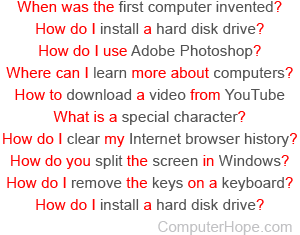 When was the first computer invented?
How do I install a hard disk drive?
How do I use Adobe Photoshop?
Where can I learn more about computers?
How to download a video from YouTube
What is a special character?
How do I clear my Internet browser history?
How do you split the screen in Windows?
How do I remove the keys on a keyboard?
How do I install a hard disk drive?
ComputerHope.com